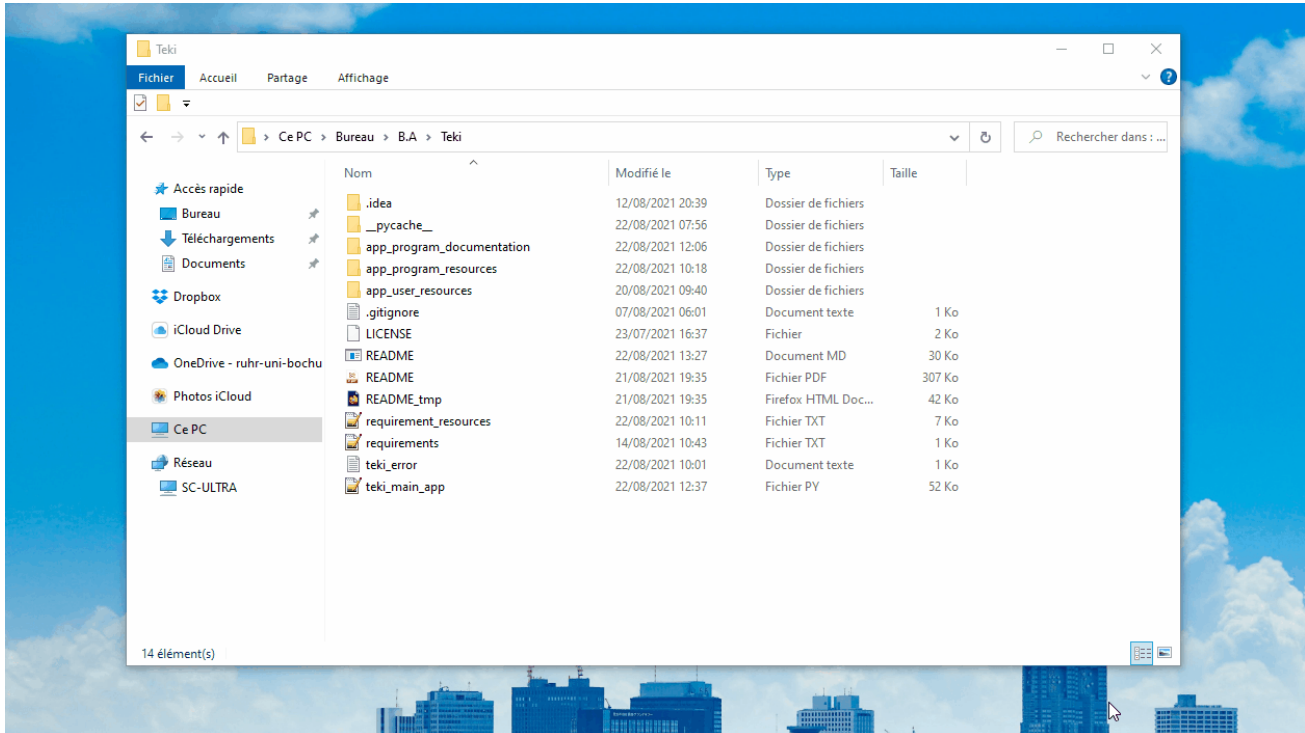 Teki
Fichier Accueil Partage Affichage
Ce PC > Bureau > B.A > Teki
Rechercher dans : ...
Nom Modifié le Type Taille
Accès rapide
Bureau
Téléchargements
Documents
Dropbox
iCloud Drive
OneDrive - ruhr-uni-bochu
Photos iCloud
Ce PC
Réseau
SC-ULTRA
.idea 12/08/2021 20:39 Dossier de fichiers
__pycache__ 22/08/2021 07:56 Dossier de fichiers
app_program_documentation 22/08/2021 12:06 Dossier de fichiers
app_program_resources 22/08/2021 10:18 Dossier de fichiers
app_user_resources 20/08/2021 09:40 Dossier de fichiers
.gitignore 07/08/2021 06:01 Document texte 1 Ko
LICENSE 23/07/2021 16:37 Fichier 2 Ko
README 22/08/2021 13:27 Document MD 30 Ko
README 21/08/2021 19:35 Fichier PDF 307 Ko
README_tmp 21/08/2021 19:35 Firefox HTML Doc... 42 Ko
requirement_resources 22/08/2021 10:11 Fichier TXT 7 Ko
requirements 14/08/2021 10:43 Fichier TXT 1 Ko
teki_error 22/08/2021 10:01 Document texte 1 Ko
teki_main_app 22/08/2021 12:37 Fichier PY 52 Ko
14 élément(s)